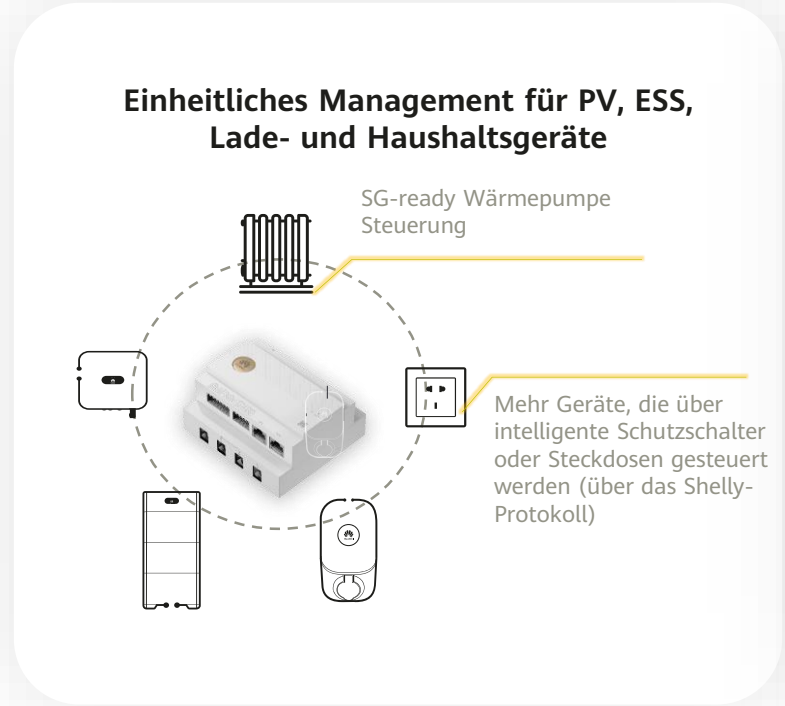 Einheitliches Management für PV, ESS,
Lade- und Haushaltsgeräte
SG-ready Wärmepumpe
Steuerung
Mehr Geräte, die über
intelligente Schutzschalter
oder Steckdosen gesteuert
werden (über das Shelly-
Protokoll)